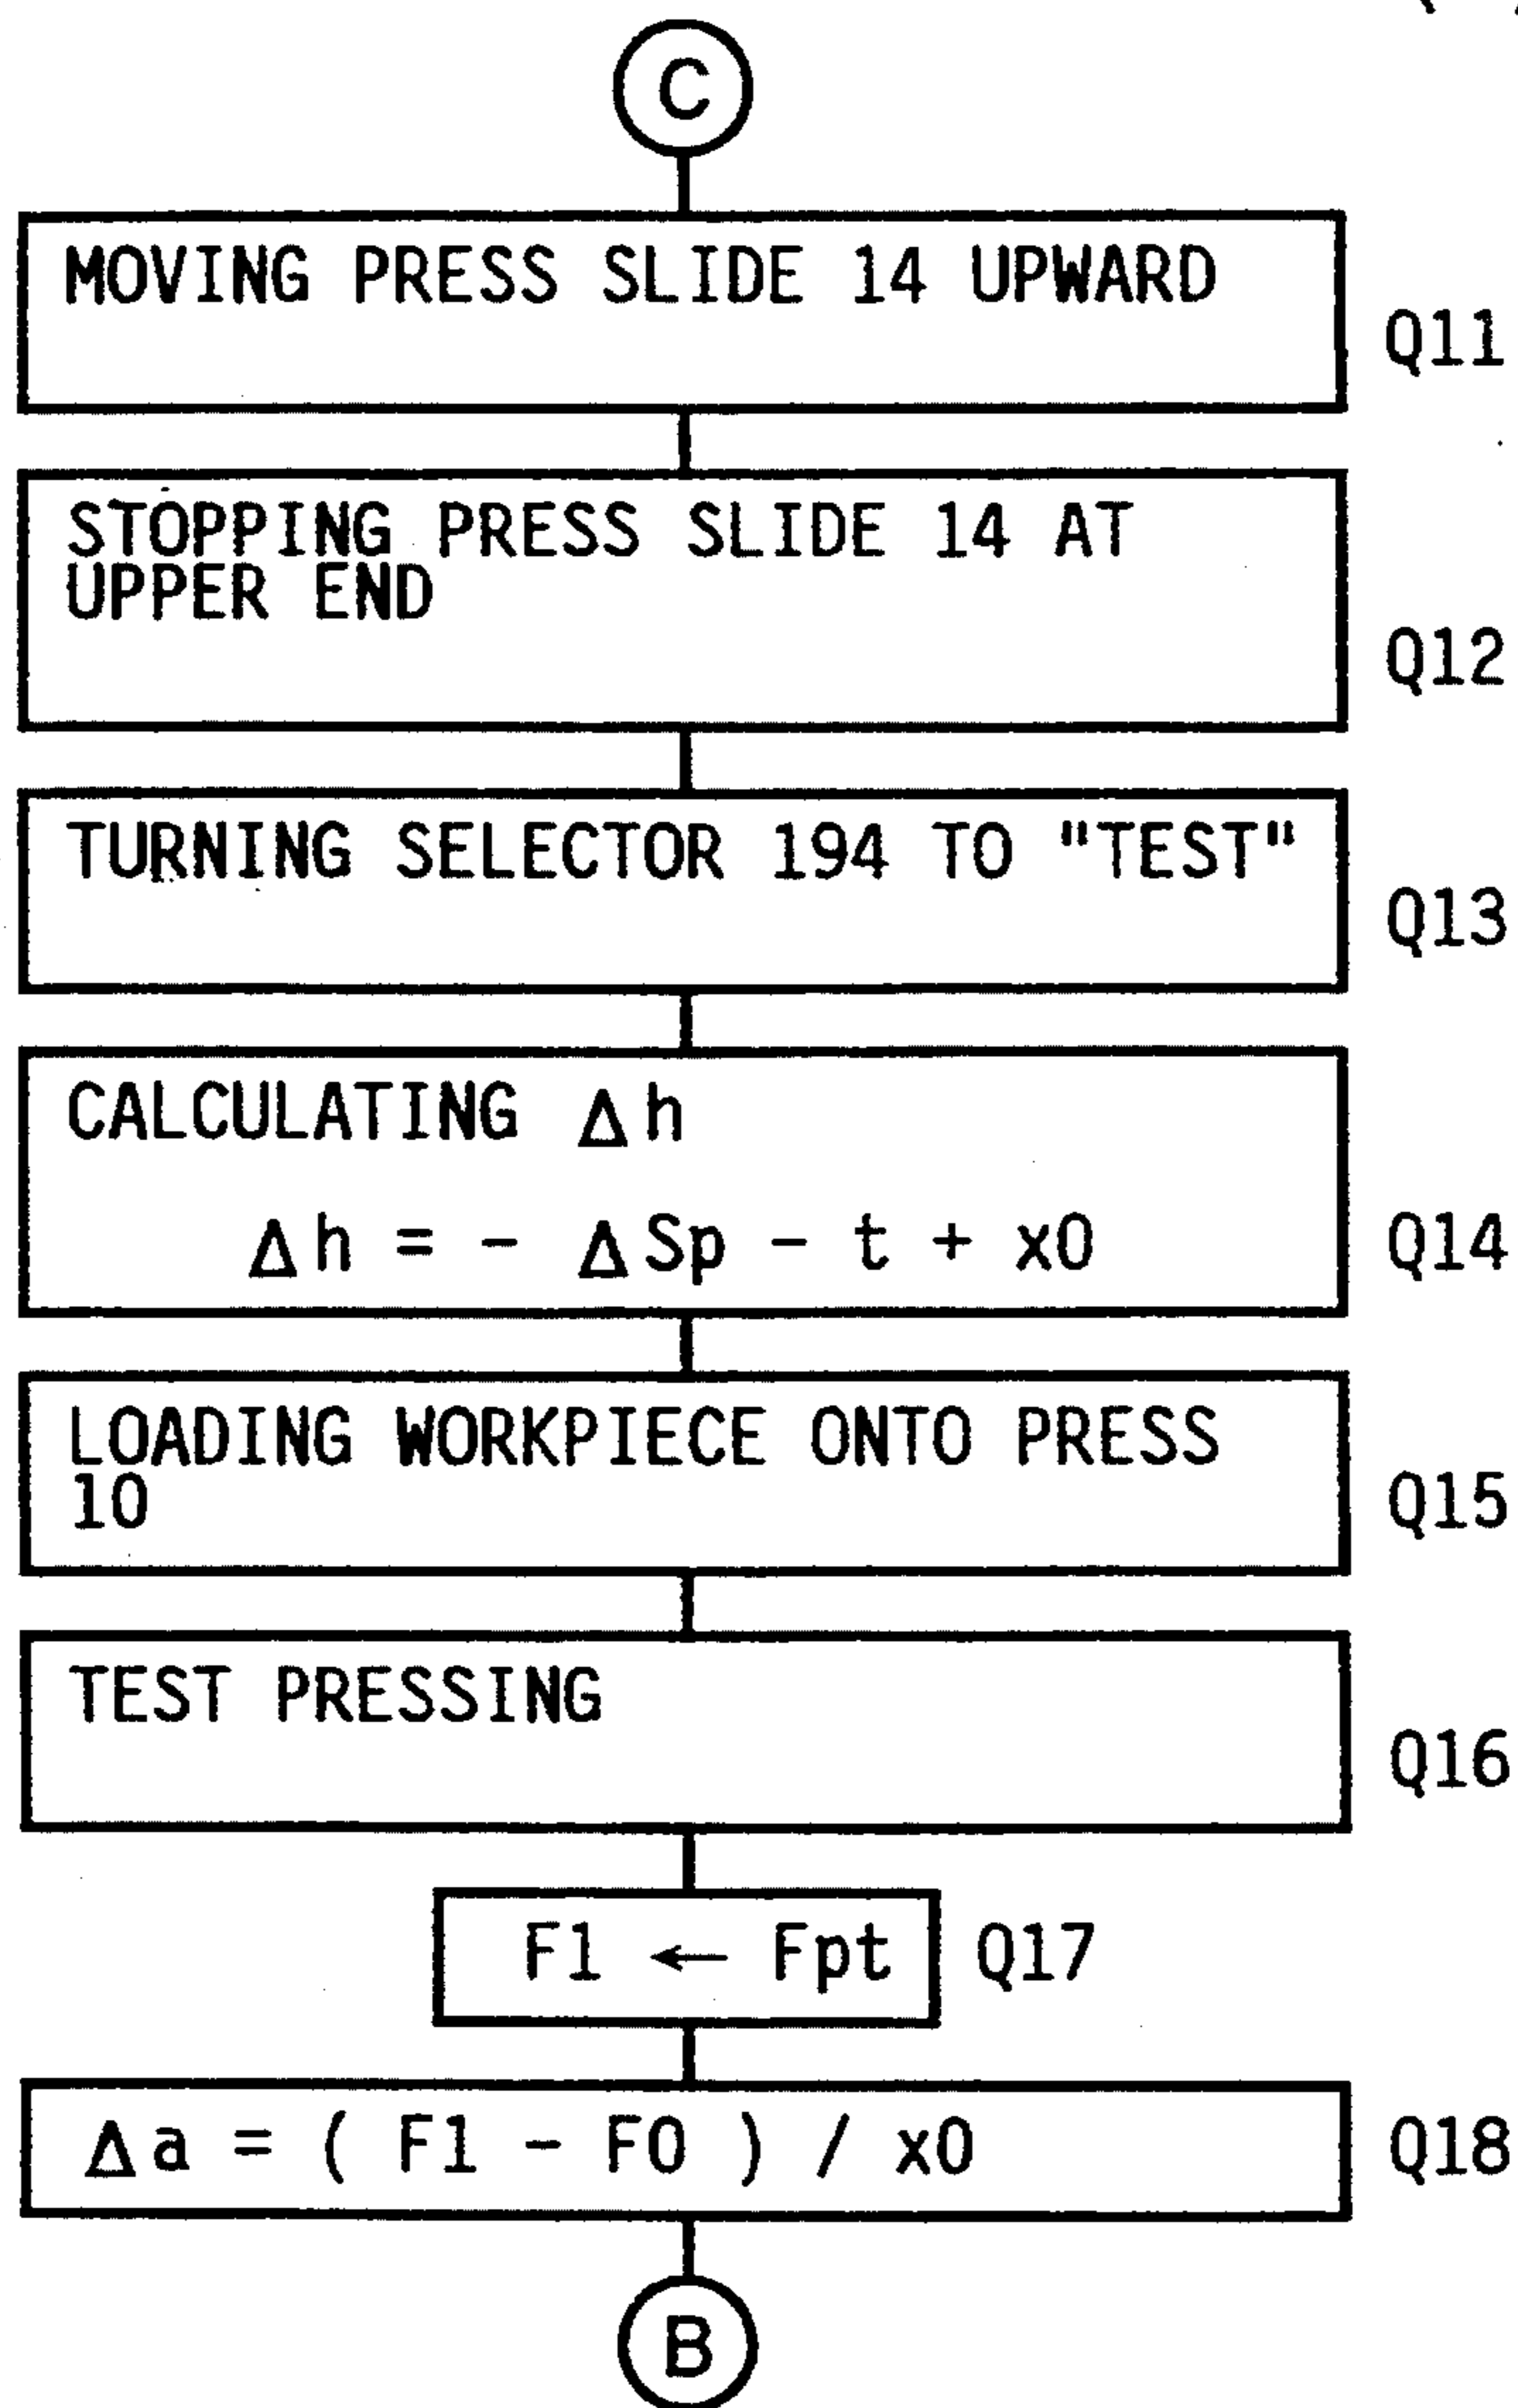 C
MOVING PRESS SLIDE 14 UPWARD
Q11
STOPPING PRESS SLIDE 14 AT
UPPER END
Q12
TURNING SELECTOR 194 TO "TEST"
Q13
CALCULATING Δh
Δh = - ΔSp - t + x0
Q14
LOADING WORKPIECE ONTO PRESS
10
Q15
TEST PRESSING
Q16
F1 ← Fpt
Q17
Δa = ( F1 - F0 ) / x0
Q18
B